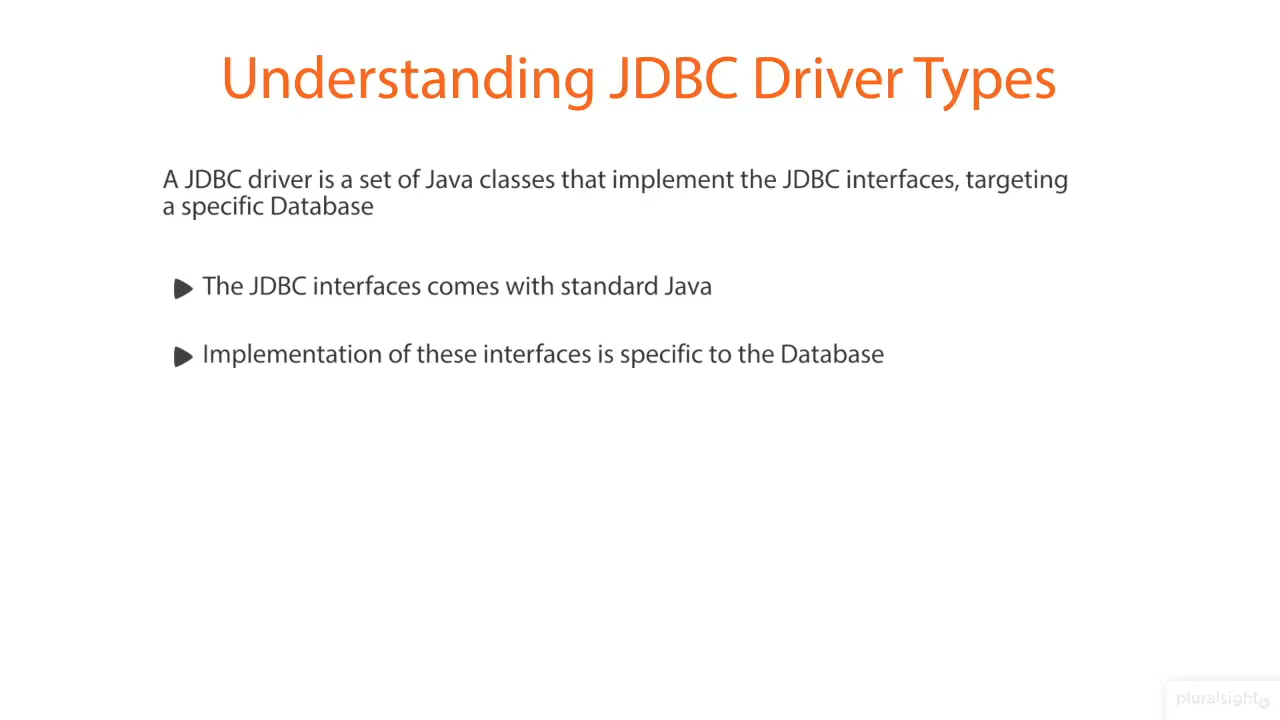 Understanding JDBC Driver Types
A JDBC driver is a set of Java classes that implement the JDBC interfaces, targeting
a specific Database
The JDBC interfaces comes with standard Java
Implementation of these interfaces is specific to the Database
pluralsight